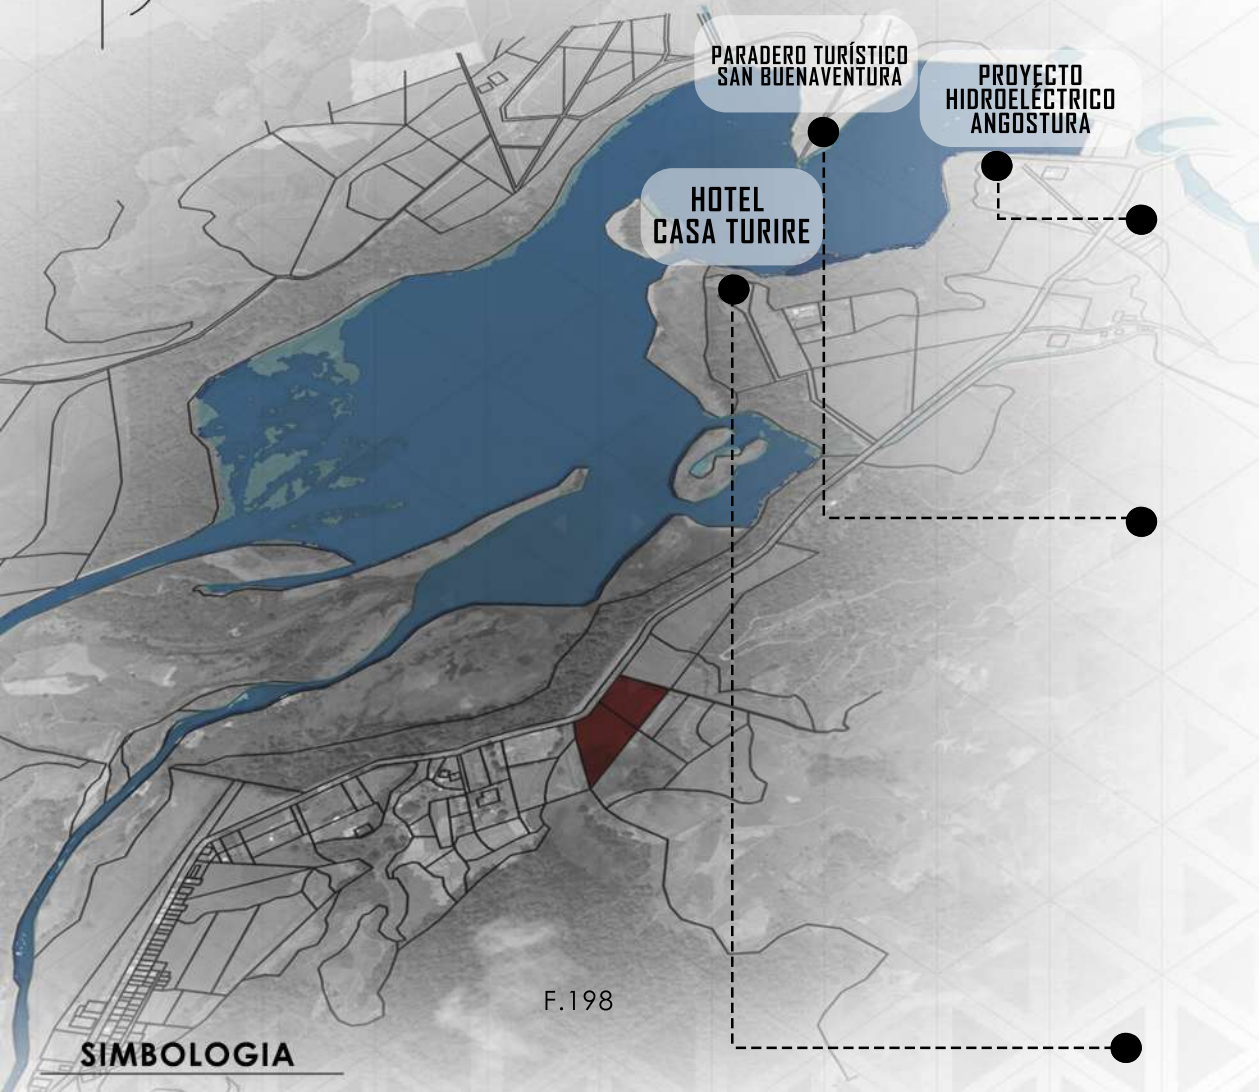 PARADERO TURÍSTICO
SAN BUENAVENTURA
PROYECTO
HIDROELÉCTRICO
ANGOSTURA
HOTEL
CASA TURIRE
F.198
SIMBOLOGIA